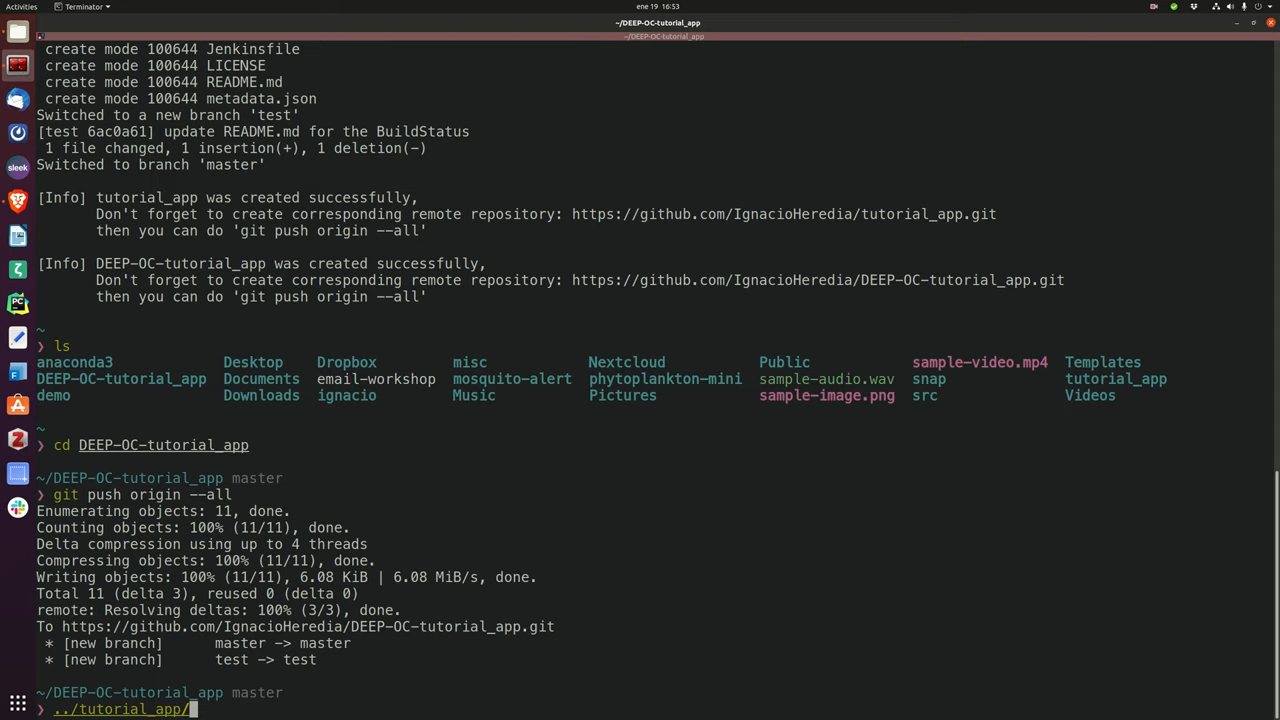 Activities
Terminator
ene 19 16:53
~/DEEP-OC-tutorial_app
~/DEEP-OC-tutorial_app
create mode 100644 Jenkinsfile
create mode 100644 LICENSE
create mode 100644 README.md
create mode 100644 metadata.json
Switched to a new branch 'test'
[test 6ac0a61] update README.md for the BuildStatus
1 file changed, 1 insertion(+), 1 deletion(-)
Switched to branch 'master'
[Info] tutorial_app was created successfully,
Don't forget to create corresponding remote repository: https://github.com/IgnacioHeredia/tutorial_app.git
then you can do 'git push origin --all'
[Info] DEEP-OC-tutorial_app was created successfully,
Don't forget to create corresponding remote repository: https://github.com/IgnacioHeredia/DEEP-OC-tutorial_app.git
then you can do 'git push origin --all'
~
❯ ls
anaconda3 Desktop Dropbox misc Nextcloud Public sample-video.mp4 Templates
DEEP-OC-tutorial_app Documents email-workshop mosquito-alert phytoplankton-mini sample-audio.wav snap tutorial_app
demo Downloads ignacio Music Pictures sample-image.png src Videos
~
❯ cd DEEP-OC-tutorial_app
~/DEEP-OC-tutorial_app master
❯ git push origin --all
Enumerating objects: 11, done.
Counting objects: 100% (11/11), done.
Delta compression using up to 4 threads
Compressing objects: 100% (11/11), done.
Writing objects: 100% (11/11), 6.08 KiB | 6.08 MiB/s, done.
Total 11 (delta 3), reused 0 (delta 0)
remote: Resolving deltas: 100% (3/3), done.
To https://github.com/IgnacioHeredia/DEEP-OC-tutorial_app.git
* [new branch] master -> master
* [new branch] test -> test
~/DEEP-OC-tutorial_app master
❯ ../tutorial_app/
sleek
PC
Z